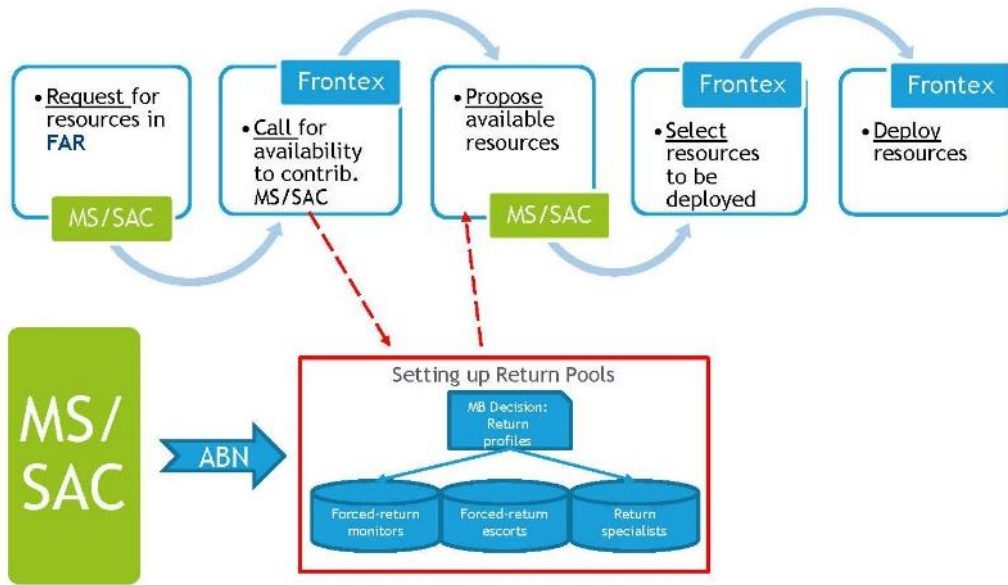 • Request for
resources in
FAR
MS/SAC
Frontex
• Call for
availability
to contrib.
MS/SAC
• Propose
available
resources
MS/SAC
Frontex
• Select
resources
to be
deployed
Frontex
• Deploy
resources
MS/
SAC
ABN
Setting up Return Pools
MB Decision:
Return
profiles
Forced-return
monitors
Forced-return
escorts
Return
specialists